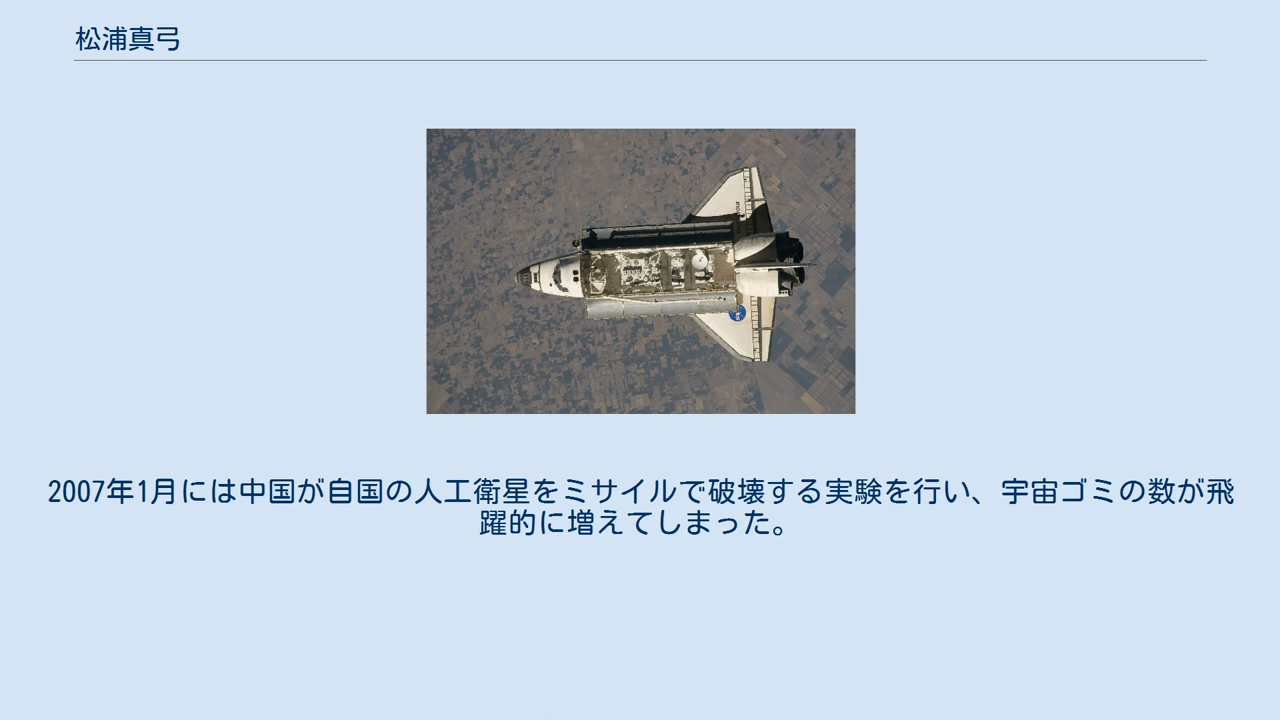 松浦真弓
2007年1月には中国が自国の人工衛星をミサイルで破壊する実験を行い、宇宙ゴミの数が飛
躍的に増えてしまった。